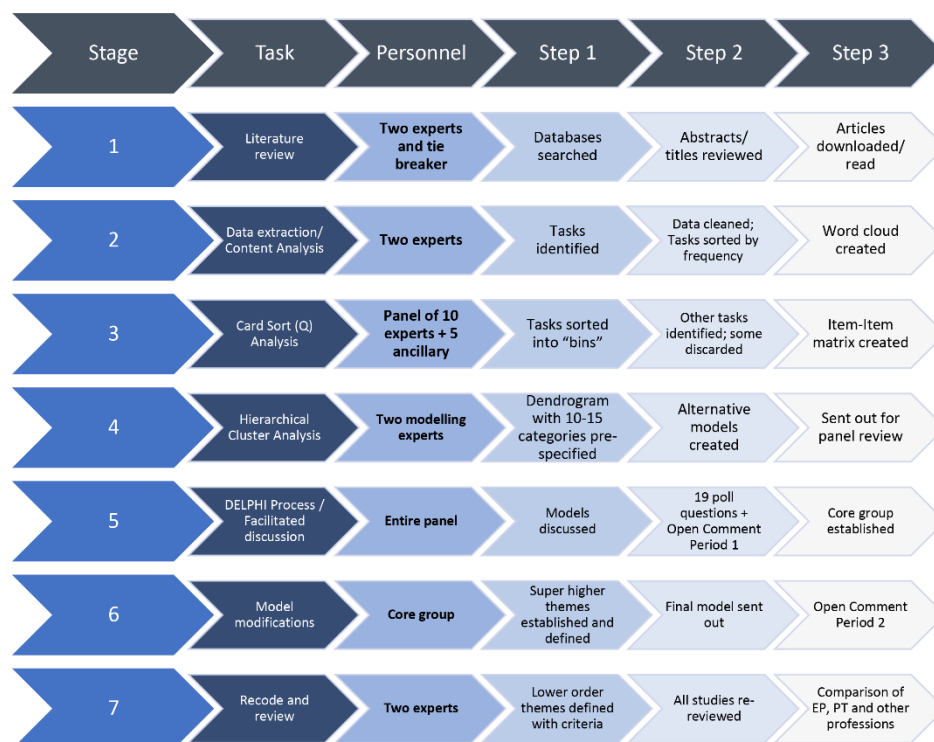 Stage
Task
Personnel
Step 1
Step 2
Step 3
1
Literature
review
Two experts
and tie
breaker
Databases
searched
Abstracts/
titles reviewed
Articles
downloaded/
read
2
Data extraction/
Content Analysis
Two experts
Tasks
identified
Data cleaned;
Tasks sorted by
frequency
Word cloud
created
3
Card Sort (Q)
Analysis
Panel of 10
experts + 5
ancillary
Tasks sorted
into “bins”
Other tasks
identified; some
discarded
Item-Item
matrix created
4
Hierarchical
Cluster Analysis
Two modelling
experts
Dendrogram
with 10-15
categories pre-
specified
Alternative
models
created
Sent out for
panel review
5
DELPHI Process /
Facilitated
discussion
Entire panel
Models
discussed
19 poll
questions +
Open Comment
Period 1
Core group
established
6
Model
modifications
Core group
Super higher
themes
established and
defined
Final model sent
out
Open Comment
Period 2
7
Recode and
review
Two experts
Lower order
themes defined
with criteria
All studies re-
reviewed
Comparison of
EP, PT and other
professions